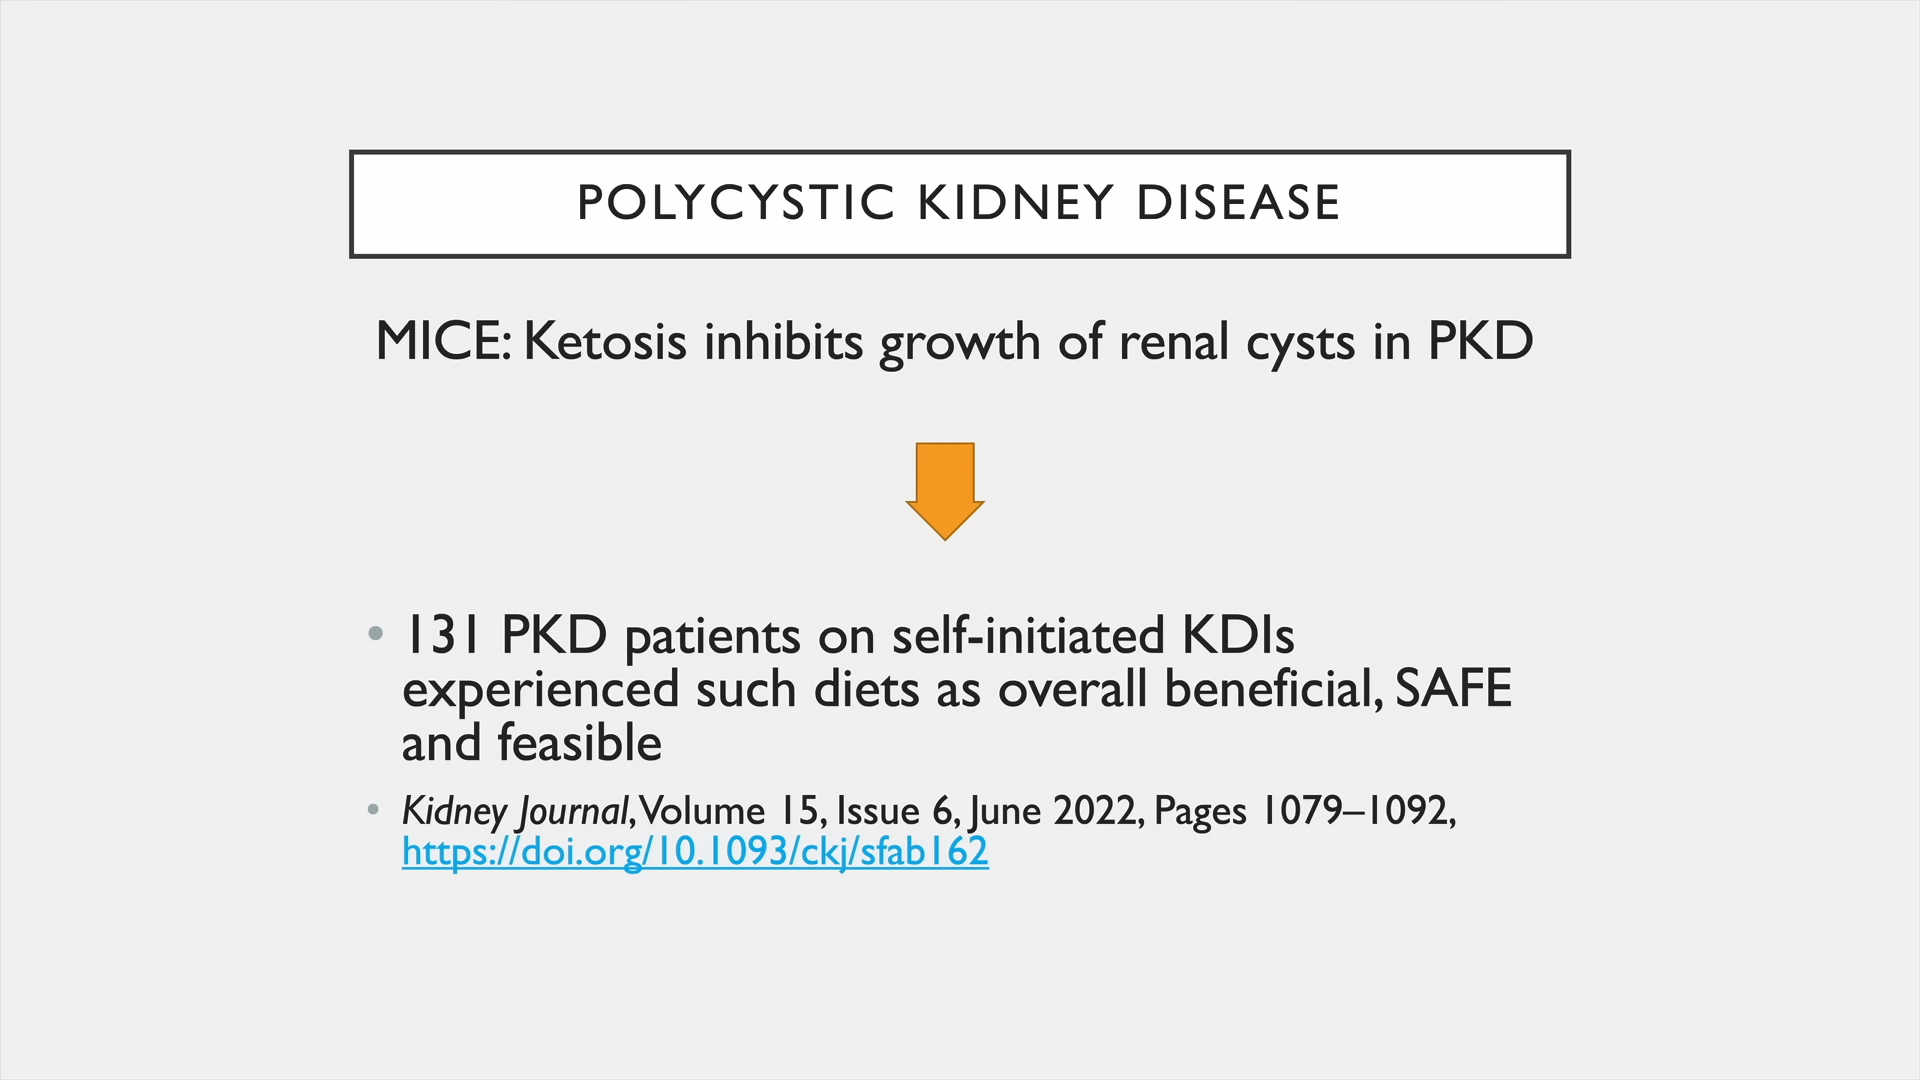 POLYCYSTIC KIDNEY DISEASE
MICE: Ketosis inhibits growth of renal cysts in PKD
• 131 PKD patients on self-initiated KDIs
experienced such diets as overall beneficial, SAFE
and feasible
• Kidney Journal, Volume 15, Issue 6, June 2022, Pages 1079–1092,
https://doi.org/10.1093/ckj/sfab162